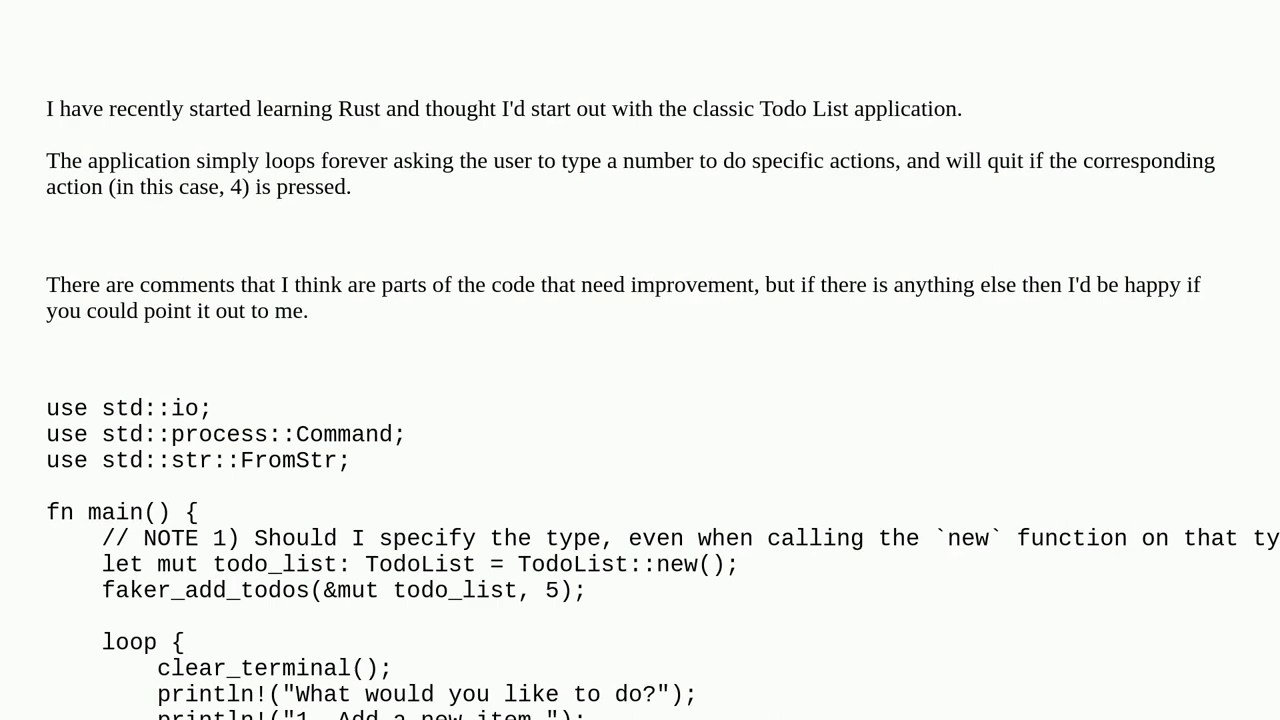 I have recently started learning Rust and thought I'd start out with the classic Todo List application.
The application simply loops forever asking the user to type a number to do specific actions, and will quit if the corresponding
action (in this case, 4) is pressed.
There are comments that I think are parts of the code that need improvement, but if there is anything else then I'd be happy if
you could point it out to me.
use std::io;
use std::process::Command;
use std::str::FromStr;
fn main() {
// NOTE 1) Should I specify the type, even when calling the `new` function on that ty
let mut todo_list: TodoList = TodoList::new();
faker_add_todos(&mut todo_list, 5);
loop {
clear_terminal();
println!("What would you like to do?");
println!("1. Add a new item.");